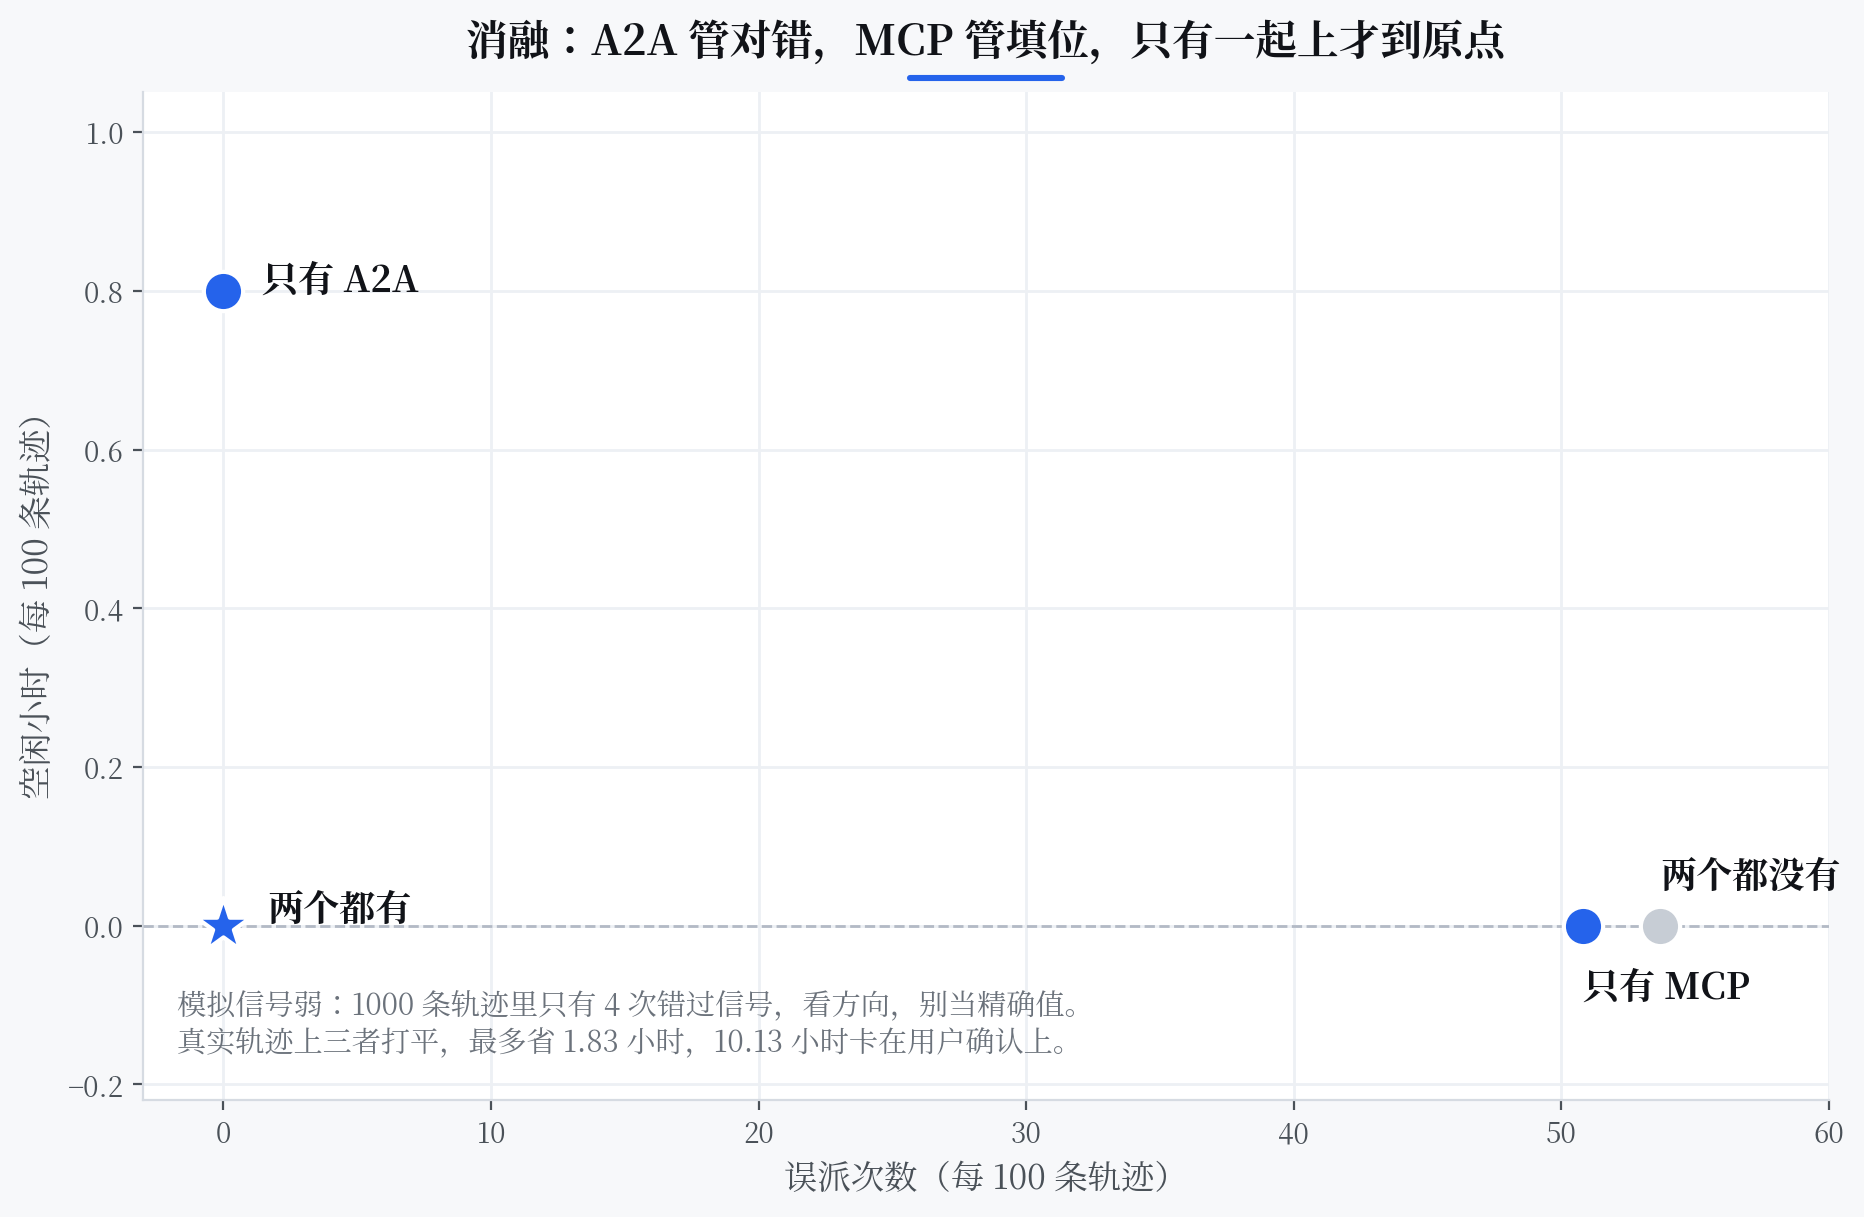 消融：A2A 管对错，MCP 管填位，只有一起上才到原点
空闲小时（每 100 条轨迹）
1.0
0.8
0.6
0.4
0.2
0.0
−0.2
只有 A2A
两个都有
两个都没有
只有 MCP
模拟信号弱：1000 条轨迹里只有 4 次错过信号，看方向，别当精确值。
真实轨迹上三者打平，最多省 1.83 小时，10.13 小时卡在用户确认上。
0
10
20
30
40
50
60
误派次数（每 100 条轨迹）